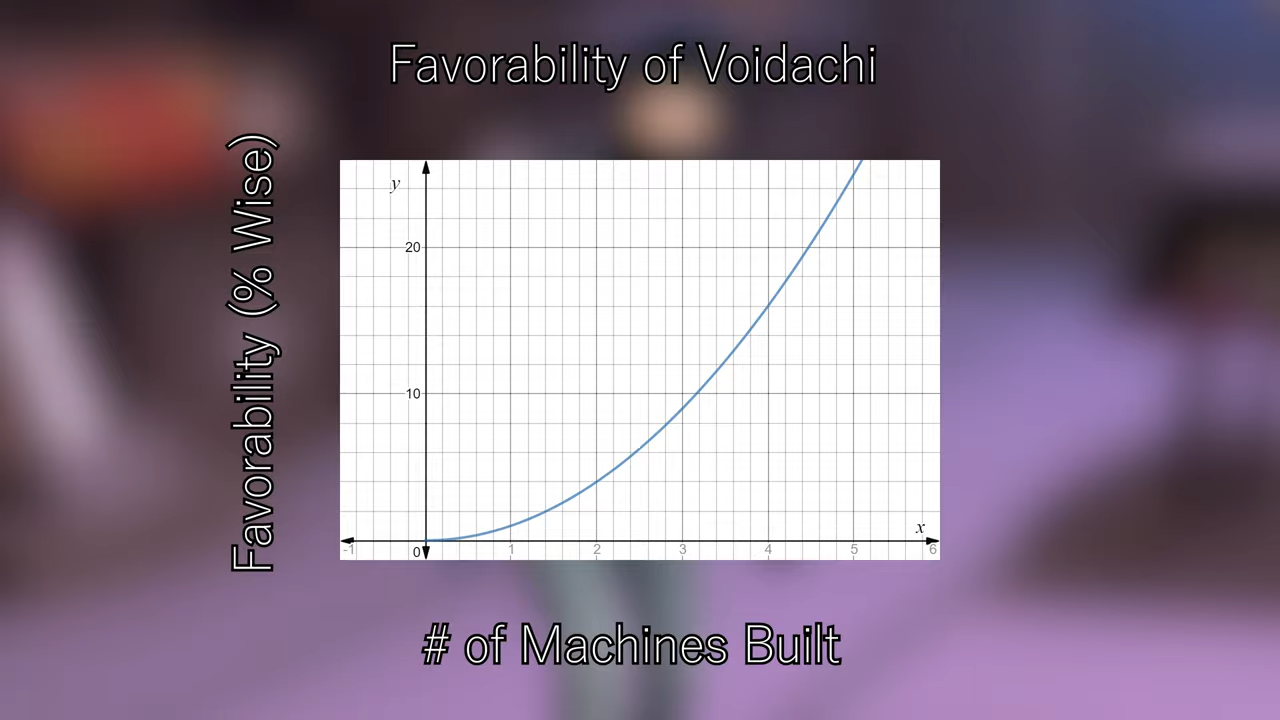 Favorability of Voidachi
Favorability (% Wise)
y
20
10
0
x
-1 1 2 3 4 5 6
# of Machines Built